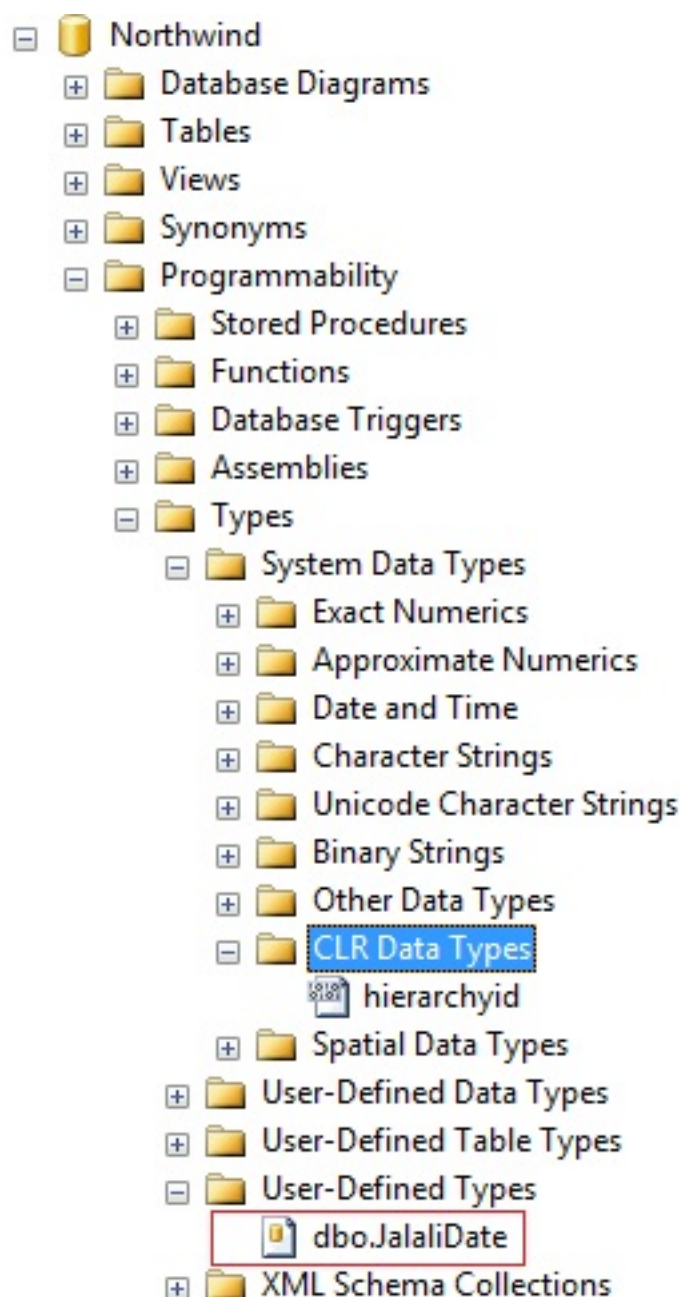 Northwind
Database Diagrams
Tables
Views
Synonyms
Programmability
Stored Procedures
Functions
Database Triggers
Assemblies
Types
System Data Types
Exact Numerics
Approximate Numerics
Date and Time
Character Strings
Unicode Character Strings
Binary Strings
Other Data Types
CLR Data Types
hierarchyid
Spatial Data Types
User-Defined Data Types
User-Defined Table Types
User-Defined Types
dbo.JalaliDate
XML Schema Collections